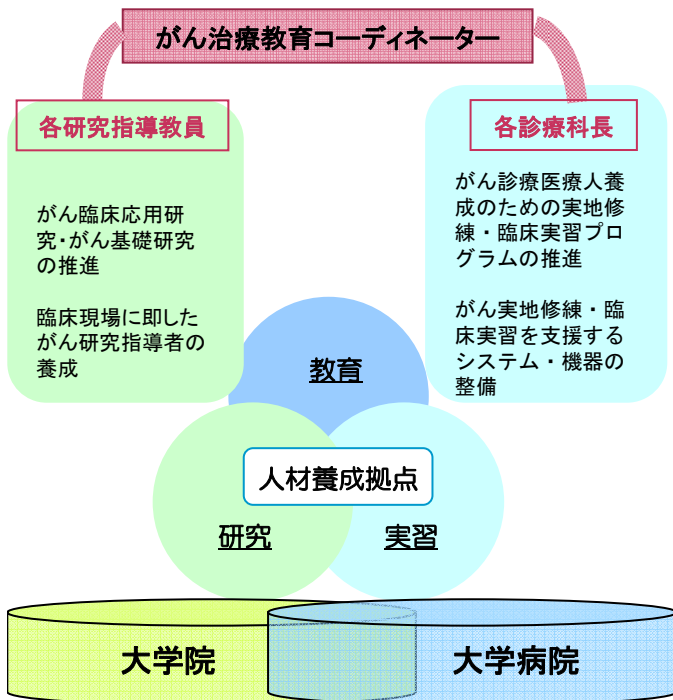 がん治療教育コーディネーター
各研究指導教員
がん臨床応用研
究・がん基礎研究
の推進
臨床現場に即した
がん研究指導者の
養成
各診療科長
がん診療医療人養
成のための実地修
練・臨床実習プロ
グラムの推進
がん実地修練・臨
床実習を支援する
システム・機器の
整備
教育
人材養成拠点
研究
実習
大学院
大学病院